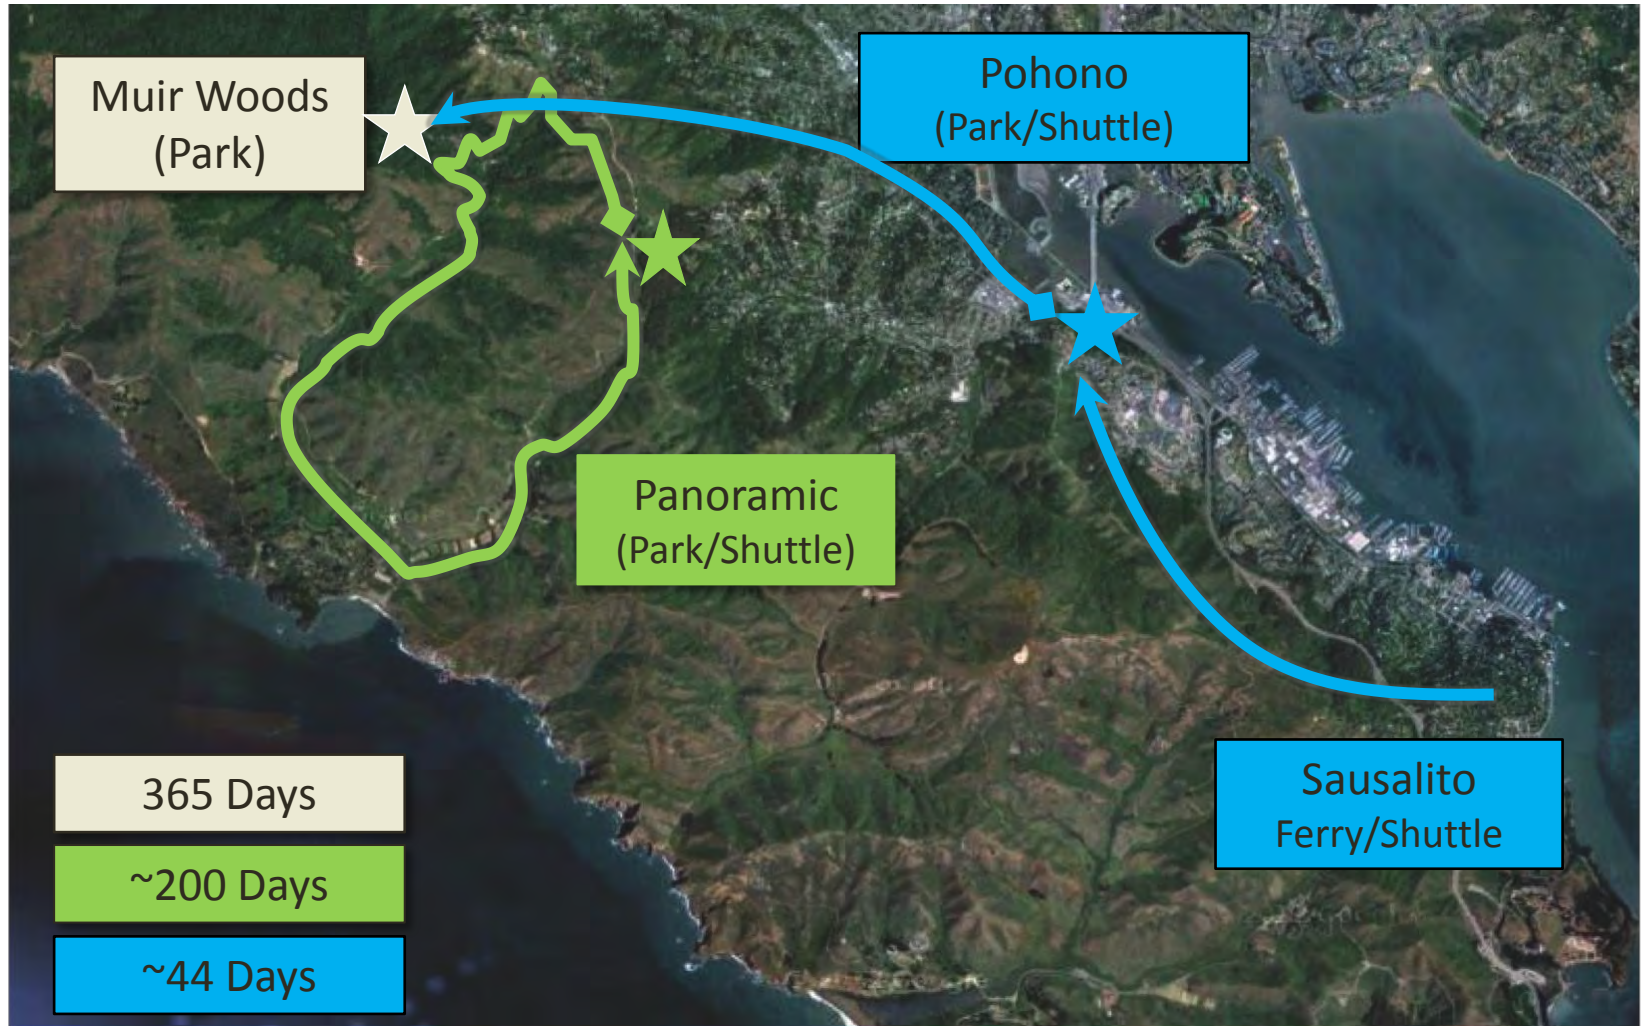 Muir Woods
(Park)
Pohono
(Park/Shuttle)
Panoramic
(Park/Shuttle)
Sausalito
Ferry/Shuttle
365 Days
~200 Days
~44 Days